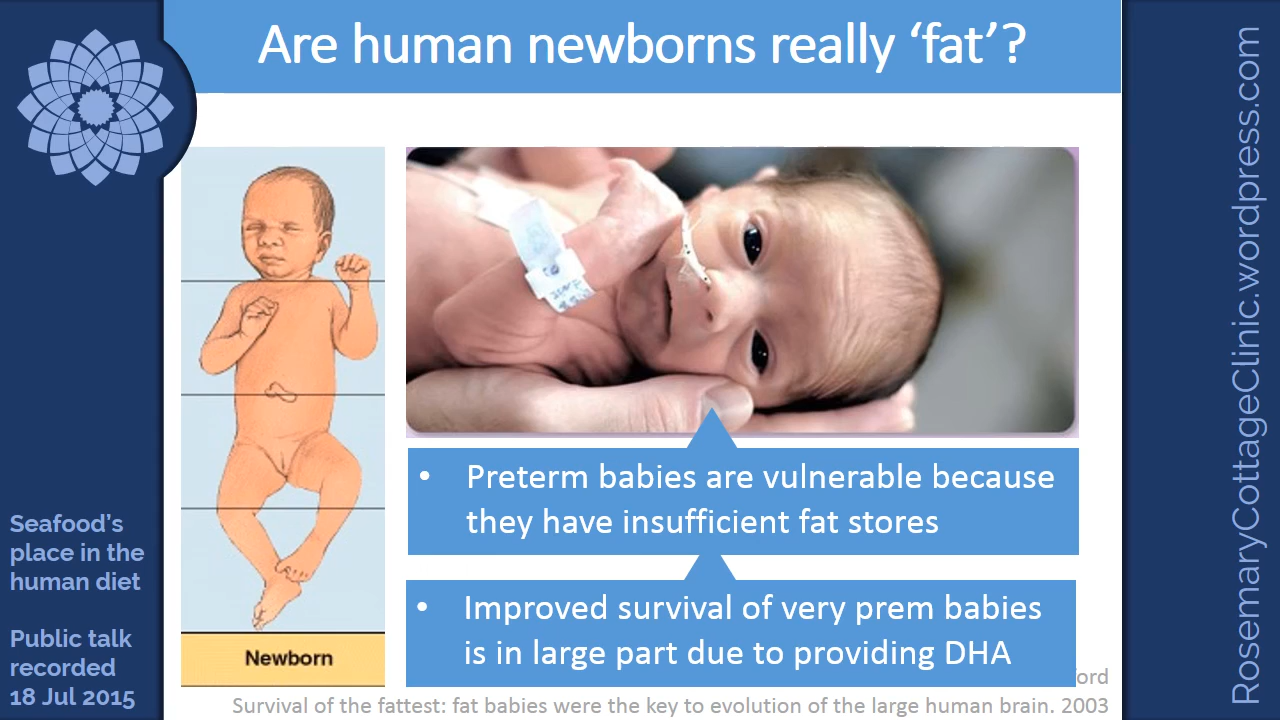 Are human newborns really ‘fat’?
Newborn
• Preterm babies are vulnerable because
they have insufficient fat stores
• Improved survival of very prem babies
is in large part due to providing DHA
ord
Survival of the fattest: fat babies were the key to evolution of the large human brain. 2003
Seafood’s
place in the
human diet
Public talk
recorded
18 Jul 2015
RosemaryCottageClinic.wordpress.com